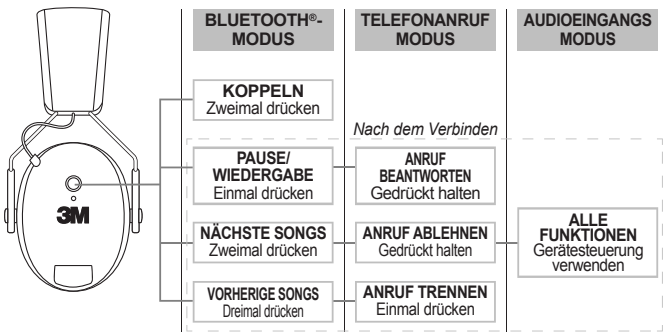 BLUETOOTH®-
MODUS
TELEFONANRUF
MODUS
AUDIOEINGANGS
MODUS
KOPPELN
Zweimal drücken
Nach dem Verbinden
PAUSE/
WIEDERGABE
Einmal drücken
ANRUF
BEANTWORTEN
Gedrückt halten
3M
NÄCHSTE SONGS
Zweimal drücken
ANRUF ABLEHNEN
Gedrückt halten
ALLE
FUNKTIONEN
Gerätesteuerung
verwenden
VORHERIGE SONGS
Dreimal drücken
ANRUF TRENNEN
Einmal drücken